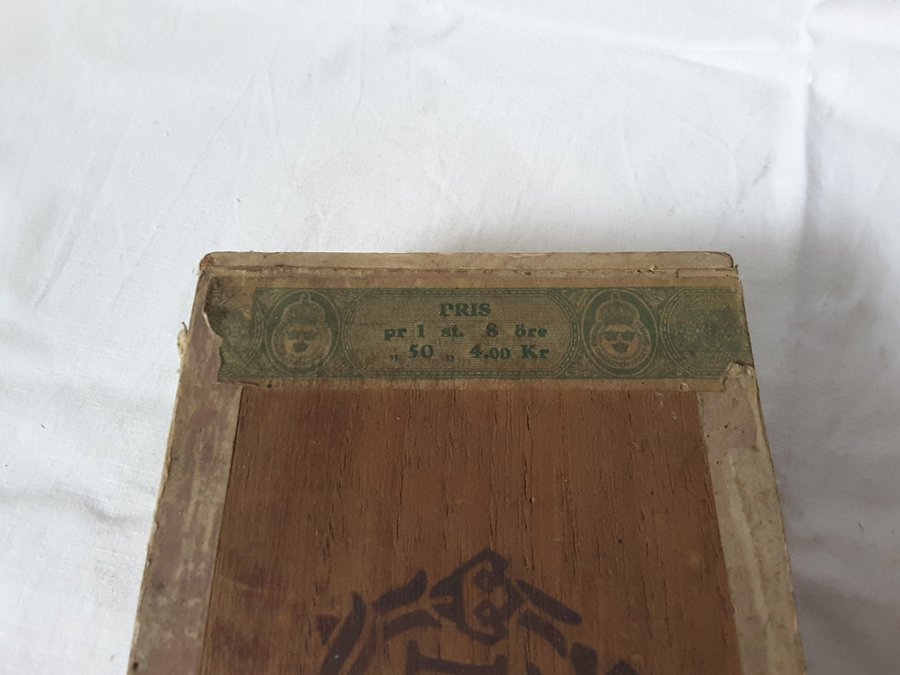 PRIS
pr 1 st. 8 öre
„ 50 „ 4.00 Kr